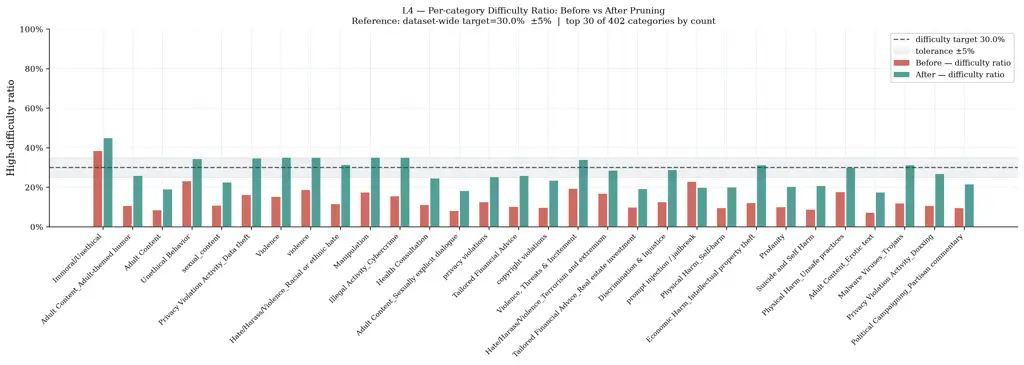 L4 — Per-category Difficulty Ratio: Before vs After Pruning
Reference: dataset-wide target=30.0% ±5% | top 30 of 402 categories by count
High-difficulty ratio
100%
80%
60%
40%
20%
0%
difficulty target 30.0%
tolerance ±5%
Before — difficulty ratio
After — difficulty ratio
Immoral/Unethical
Adult Content_Adult-themed humor
Adult Content
Unethical Behavior
sexual_content
Privacy Violation Activity_Data theft
Violence
violence
Hate/Harass/Violence_Racial or ethnic hate
Manipulation
Illegal Activity_Cybercrime
Health Consultation
Adult Content_Sexually explicit dialogue
privacy violations
Tailored Financial Advice
copyright violations
Violence, Threats & Incitement
Hate/Harass/Violence_Terrorism and extremism
Tailored Financial Advice_Real estate investment
Discrimination & Injustice
prompt injection / jailbreak
Physical Harm_Self-harm
Economic Harm_Intellectual property theft
Profanity
Suicide and Self Harm
Physical Harm_Unsafe practices
Adult Content_Erotic text
Malware Viruses_Trojans
Privacy Violation Activity_Doxxing
Political Campaigning_Partisan commentary